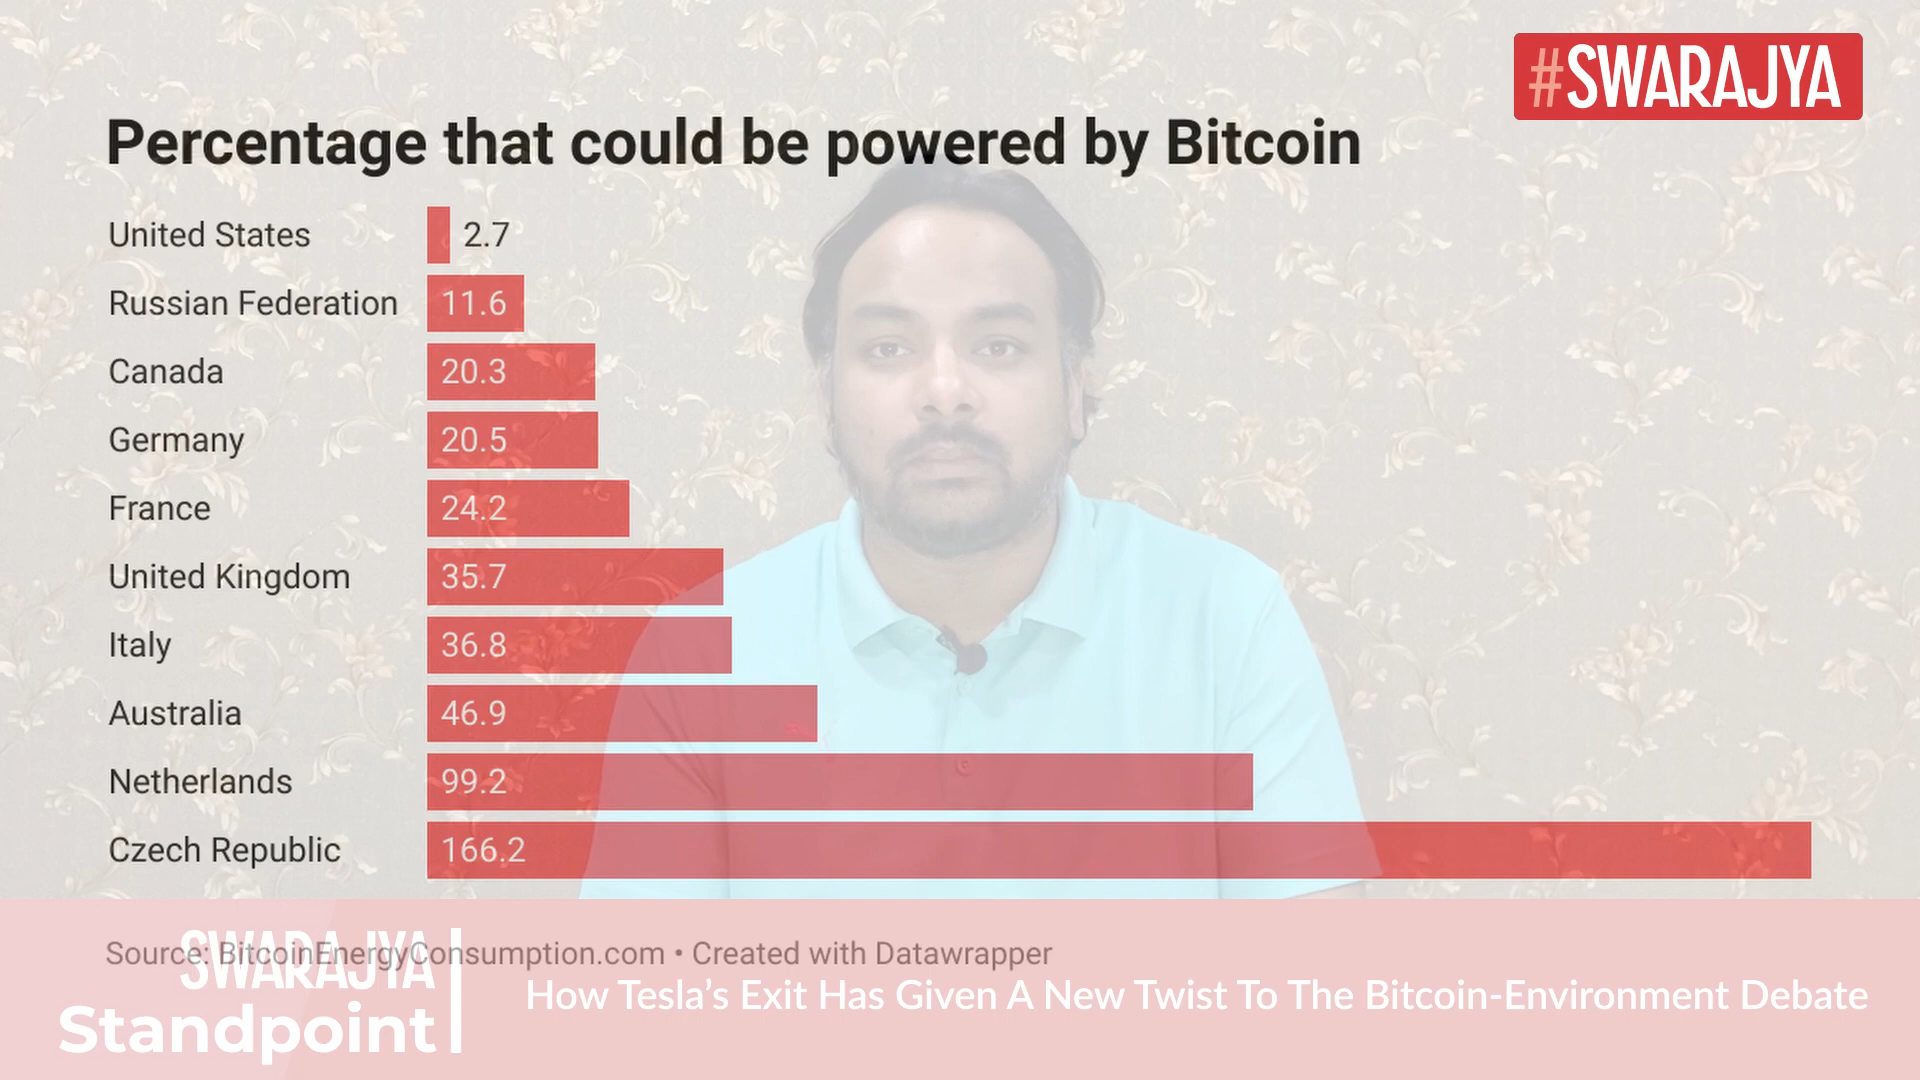 #SWARAJYA
Percentage that could be powered by Bitcoin
United States 2.7
Russian Federation 11.6
Canada 20.3
Germany 20.5
France 24.2
United Kingdom 35.7
Italy 36.8
Australia 46.9
Netherlands 99.2
Czech Republic 166.2
Source: BitcoinEnergyConsumption.com • Created with Datawrapper
SWARAJYA
Standpoint
How Tesla’s Exit Has Given A New Twist To The Bitcoin-Environment Debate